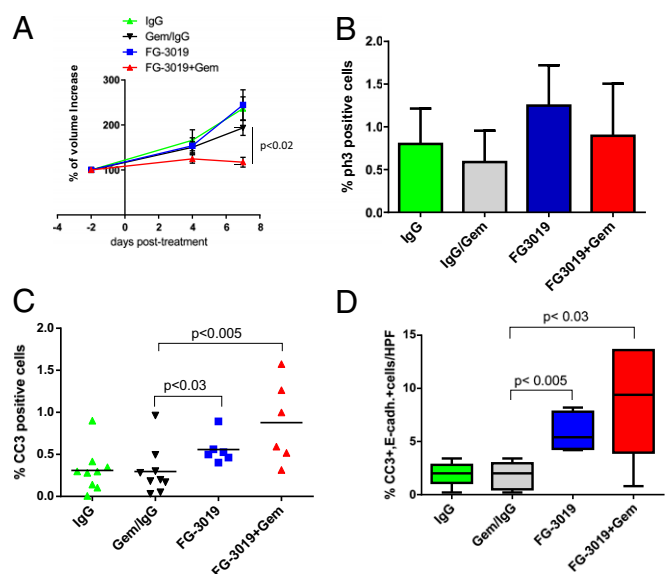 A
IgG
Gem/IgG
FG-3019
FG-3019+Gem
% of volume Increase
300
200
100
p<0.02
-2 0 2 4 6 8
days post-treatment
B
% ph3 positive cells
2.0
1.5
1.0
0.5
0.0
IgG
IgG/Gem
FG3019
FG3019+Gem
C
% CC3 positive cells
2.0
1.5
1.0
0.5
0.0
p<0.005
p<0.03
IgG
Gem/IgG
FG-3019
FG-3019+Gem
D
% CC3+,E-cadh.+cells/HPF
15
10
5
0
p< 0.03
p< 0.005
IgG
Gem/IgG
FG-3019
FG-3019+Gem